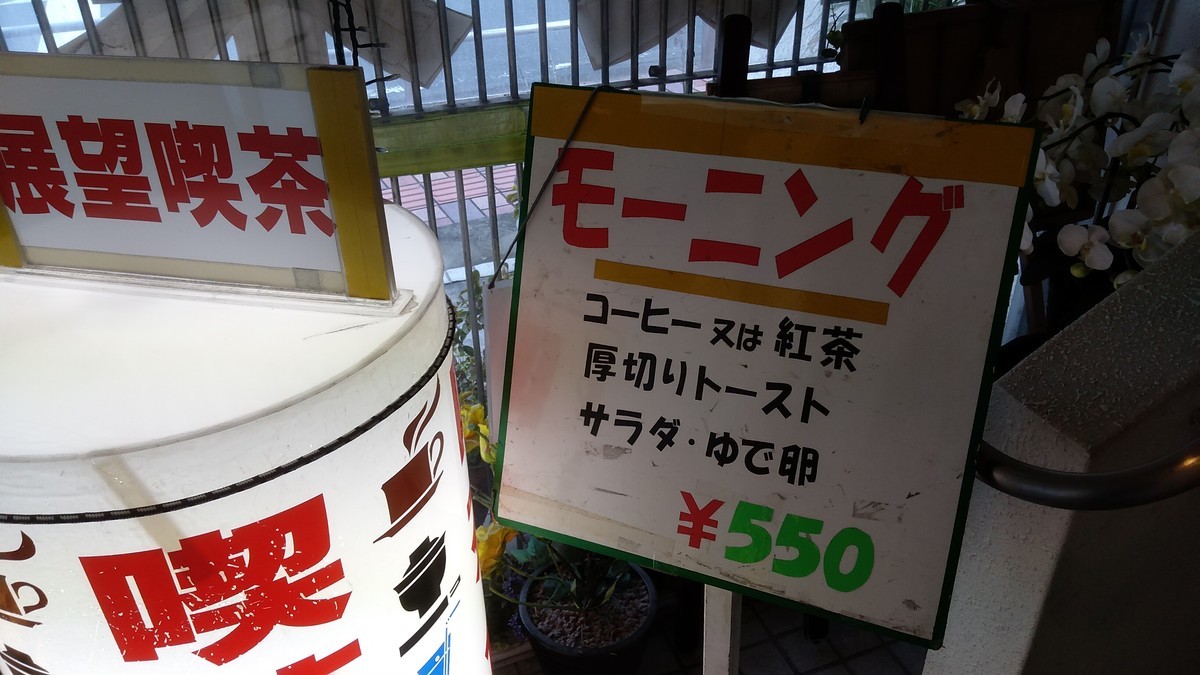 展望喫茶
モーニング
コーヒー又は紅茶
厚切りトースト
サラダ・ゆで卵
¥550
喫